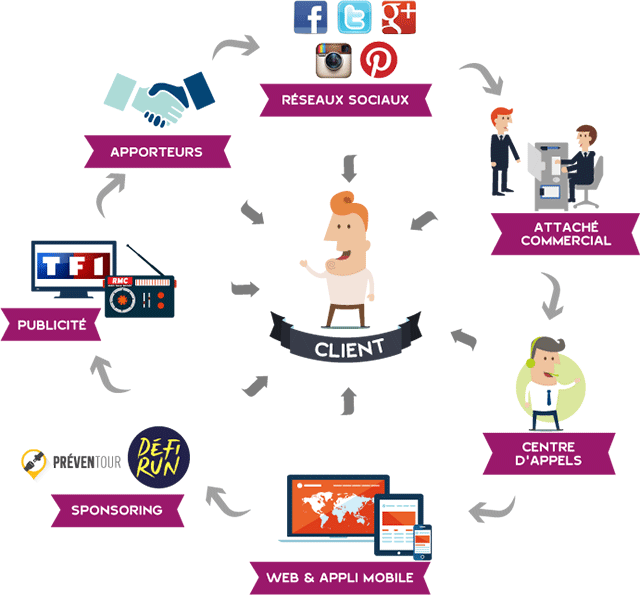 RÉSEAUX SOCIAUX
APPORTEURS
ATTACHÉ
COMMERCIAL
TF1
RMC
PUBLICITÉ
CLIENT
CENTRE
D'APPELS
PRÉVENTOUR
DÉFI
RUN
SPONSORING
WEB & APPLI MOBILE